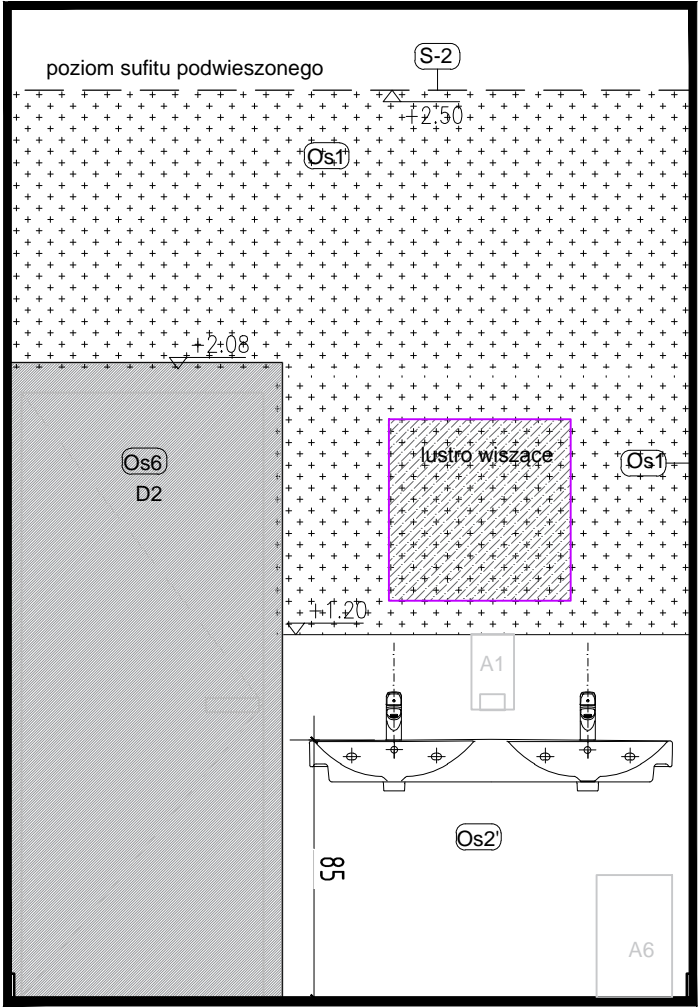 S-2
poziom sufitu podwieszonego
+2.50
Os1
+2.08
lustro wiszące
Os1
Os6
D2
+1.20
A1
Os2'
85
A6